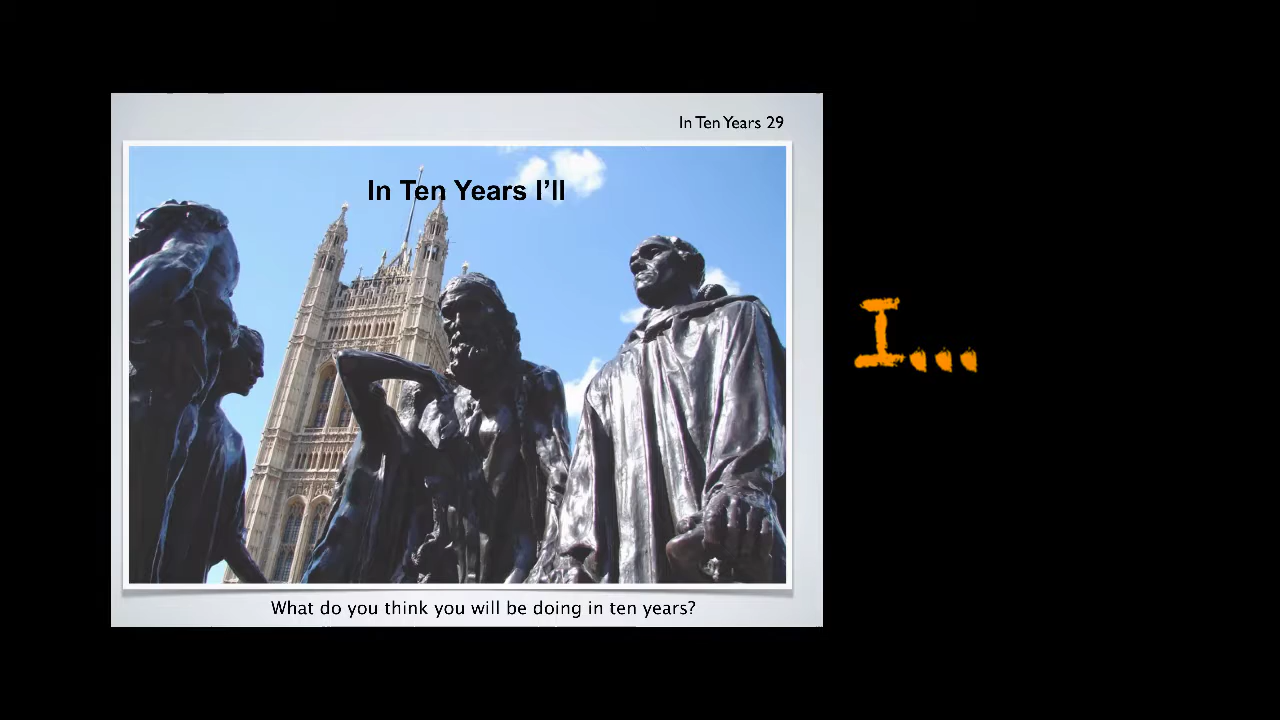 In Ten Years 29
In Ten Years I'll
I...
What do you think you will be doing in ten years?